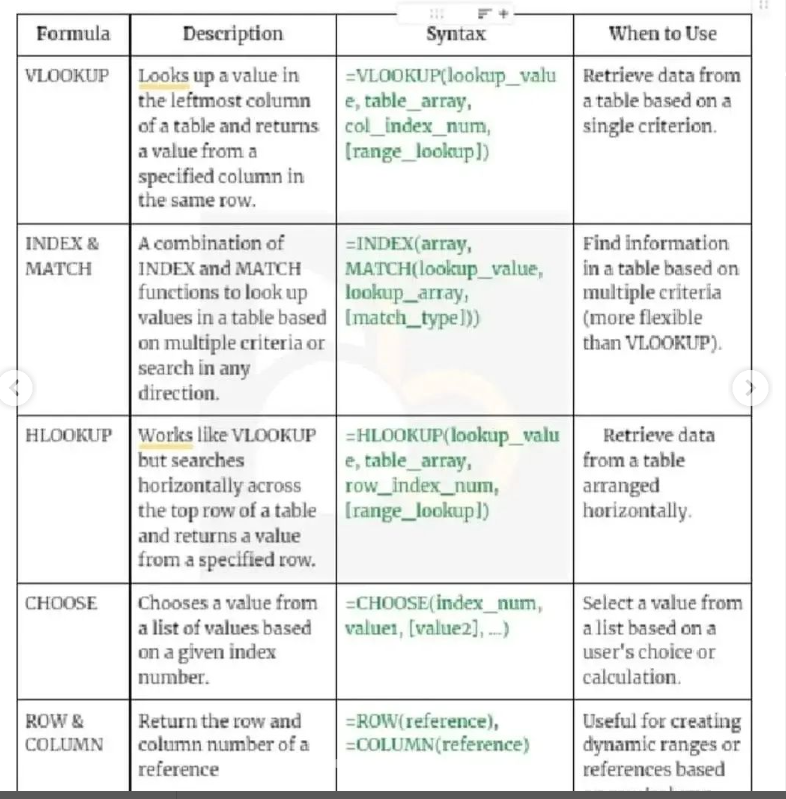 Formula
Description
Syntax
When to Use
VLOOKUP
Looks up a value in
the leftmost column
of a table and returns
a value from a
specified column in
the same row.
=VLOOKUP(lookup_valu
e, table_array,
col_index_num,
[range_lookup])
Retrieve data from
a table based on a
single criterion.
INDEX &
MATCH
A combination of
INDEX and MATCH
functions to look up
values in a table based
on multiple criteria or
search in any
direction.
=INDEX(array,
MATCH(lookup_value,
lookup_array,
[match_type]))
Find information
in a table based on
multiple criteria
(more flexible
than VLOOKUP).
HLOOKUP
Works like VLOOKUP
but searches
horizontally across
the top row of a table
and returns a value
from a specified row.
=HLOOKUP(lookup_valu
e, table_array,
row_index_num,
[range_lookup])
Retrieve data
from a table
arranged
horizontally.
CHOOSE
Chooses a value from
a list of values based
on a given index
number.
=CHOOSE(index_num,
value1, [value2], ...)
Select a value from
a list based on a
user's choice or
calculation.
ROW &
COLUMN
Return the row and
column number of a
reference
=ROW(reference),
=COLUMN(reference)
Useful for creating
dynamic ranges or
references based